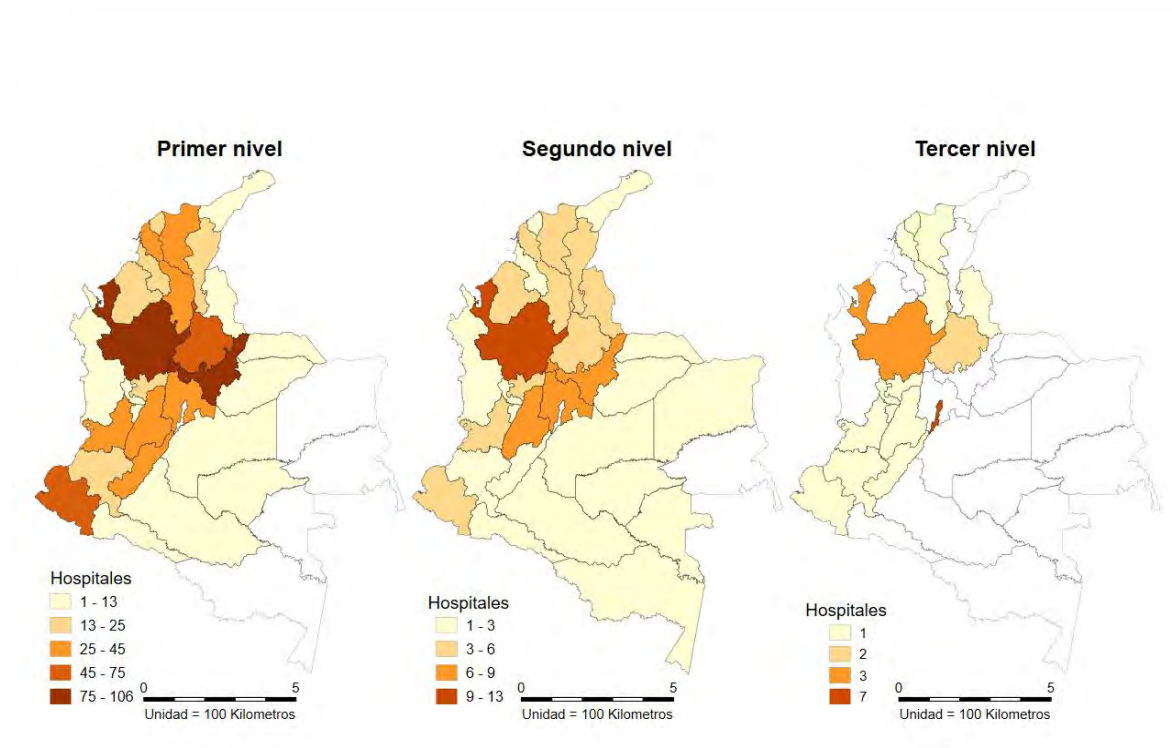 Primer nivel
Hospitales
1 - 13
13 - 25
25 - 45
45 - 75
75 - 106
0 5
Unidad = 100 Kilometros
Segundo nivel
Hospitales
1 - 3
3 - 6
6 - 9
9 - 13
0 5
Unidad = 100 Kilometros
Tercer nivel
Hospitales
1
2
3
7
0 5
Unidad = 100 Kilometros